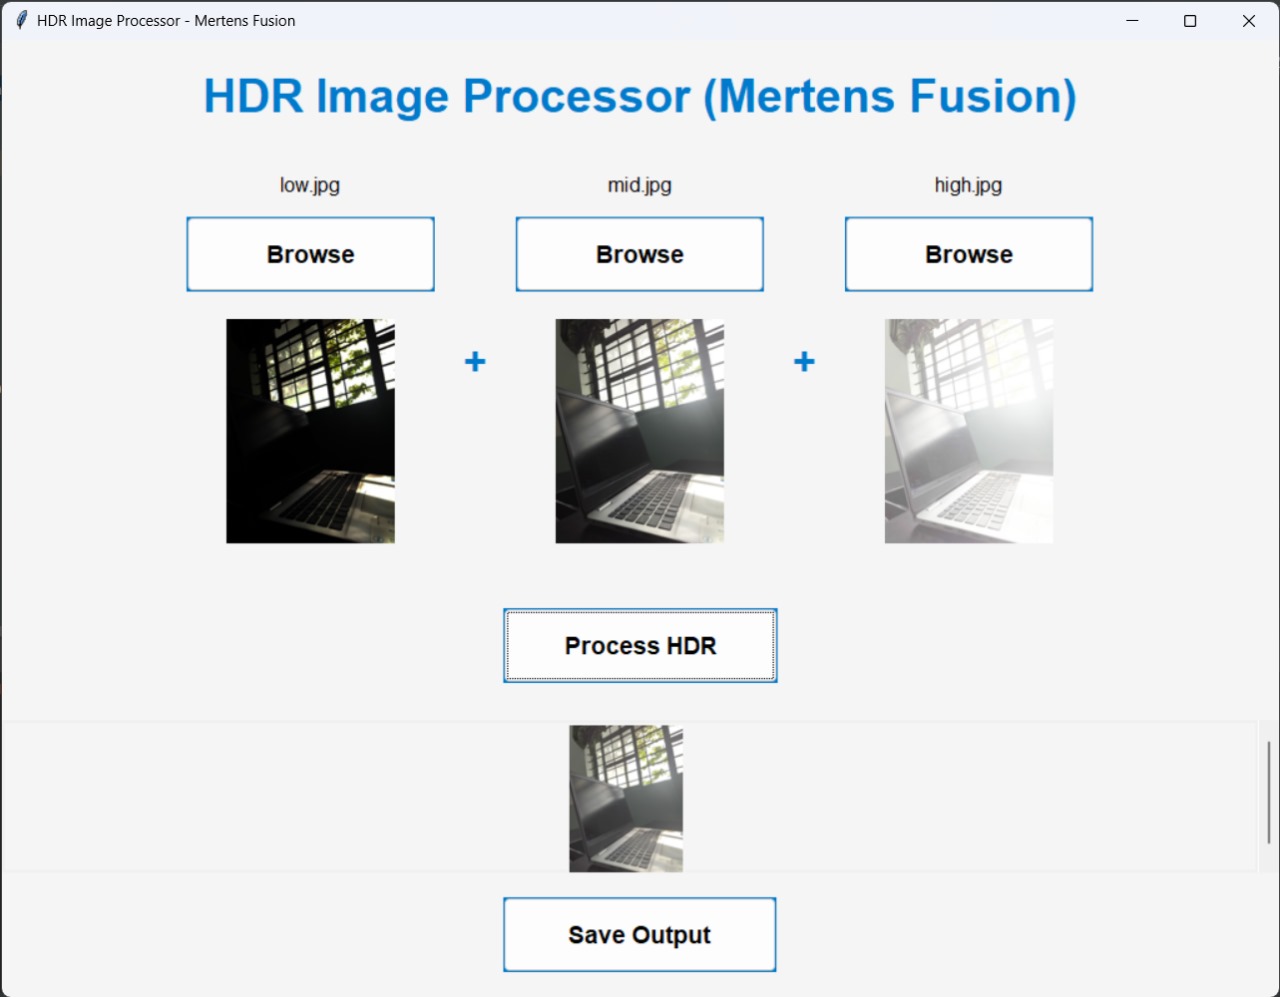 HDR Image Processor - Mertens Fusion
HDR Image Processor (Mertens Fusion)
low.jpg
mid.jpg
high.jpg
Browse
Browse
Browse
+
+
Process HDR
Save Output